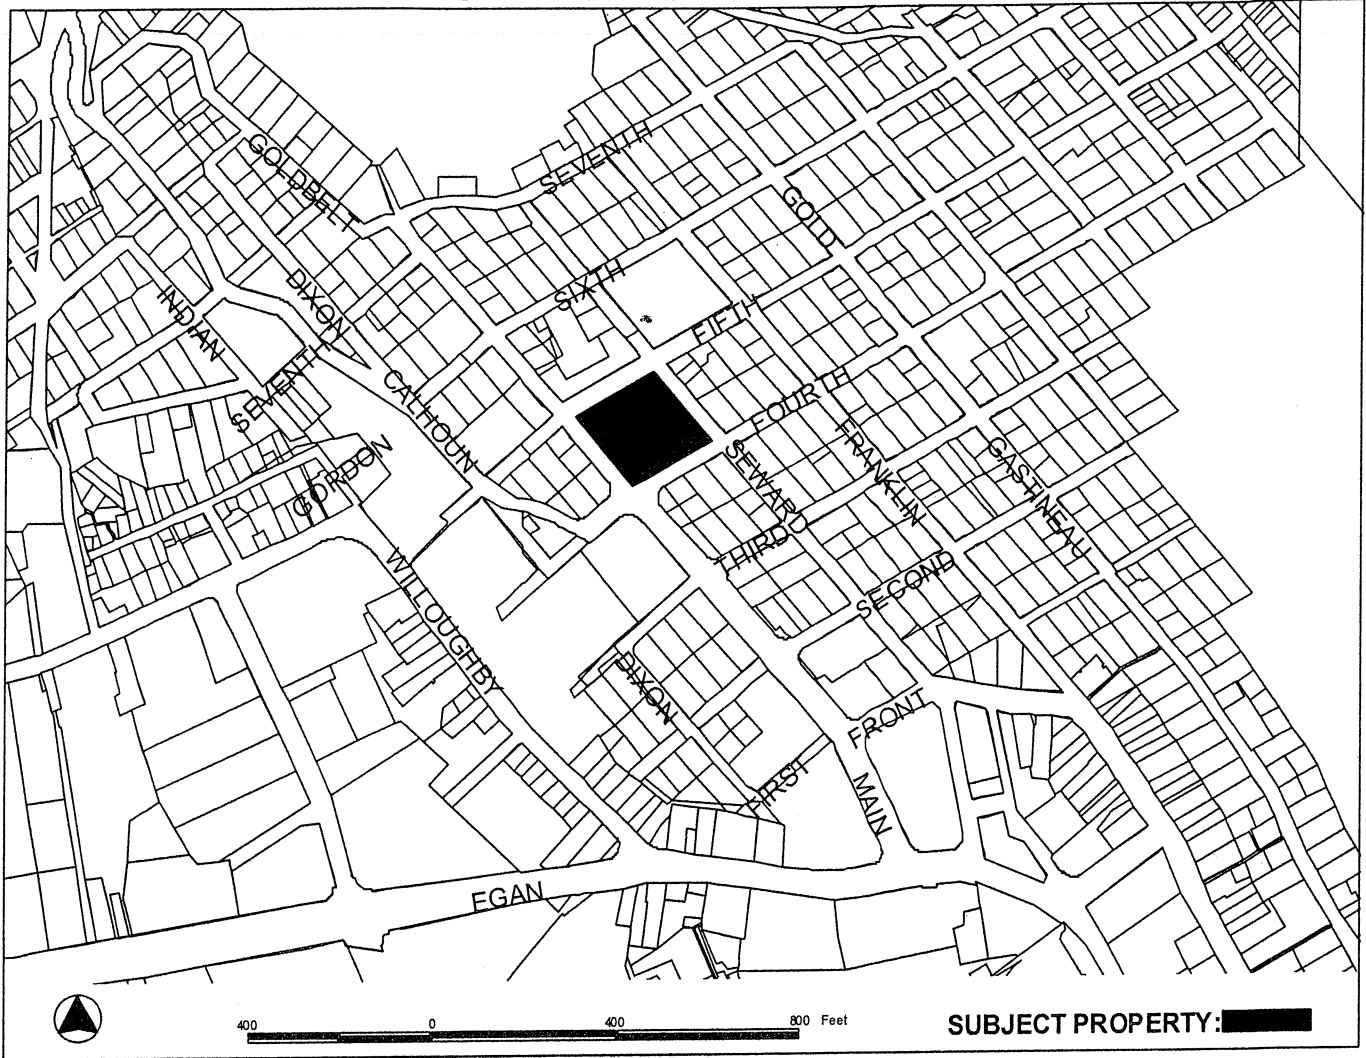 SEVENTH
GOLDBELT
GOLD
SIXTH
DIXON
INDIAN
FIFTH
SEVENTH
CALHOUN
FOURTH
FRANKLIN
SEWARD
GASTINEAU
GORDON
THIRD
SECOND
WILLOUGHBY
DIXON
FRONT
FIRST
MAIN
EGAN
400 0 400 800 Feet
SUBJECT PROPERTY: